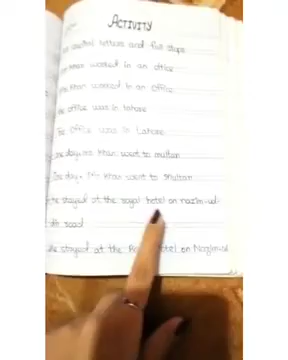 ACTIVITY
capital letters and full stops
khan worked in an office
Khan worked in an office
the office was in lahore
The office was in Lahore
one day, mr khan went to multan
One day, Mr Khan went to Multan
he stayed at the royal hotel on nazim-ud-
din road
He stayed at the Hotel on Nazim-ud